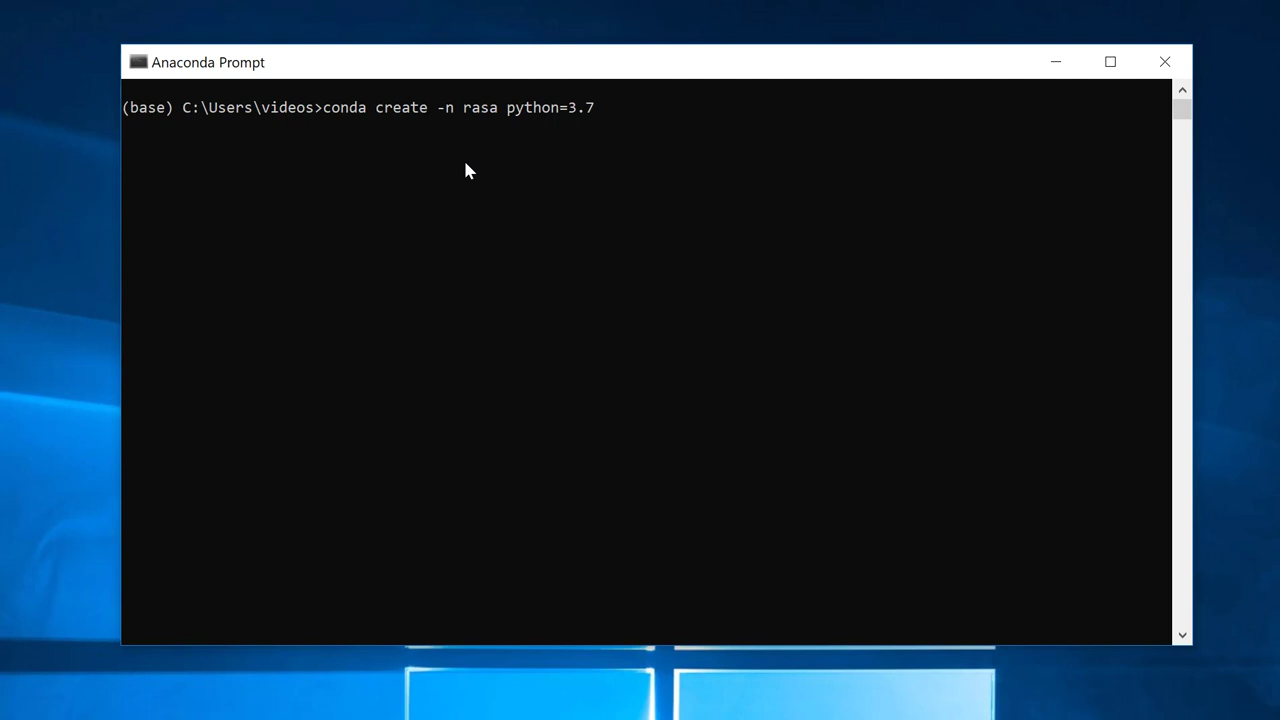 Anaconda Prompt
(base) C:\Users\videos>conda create -n rasa python=3.7